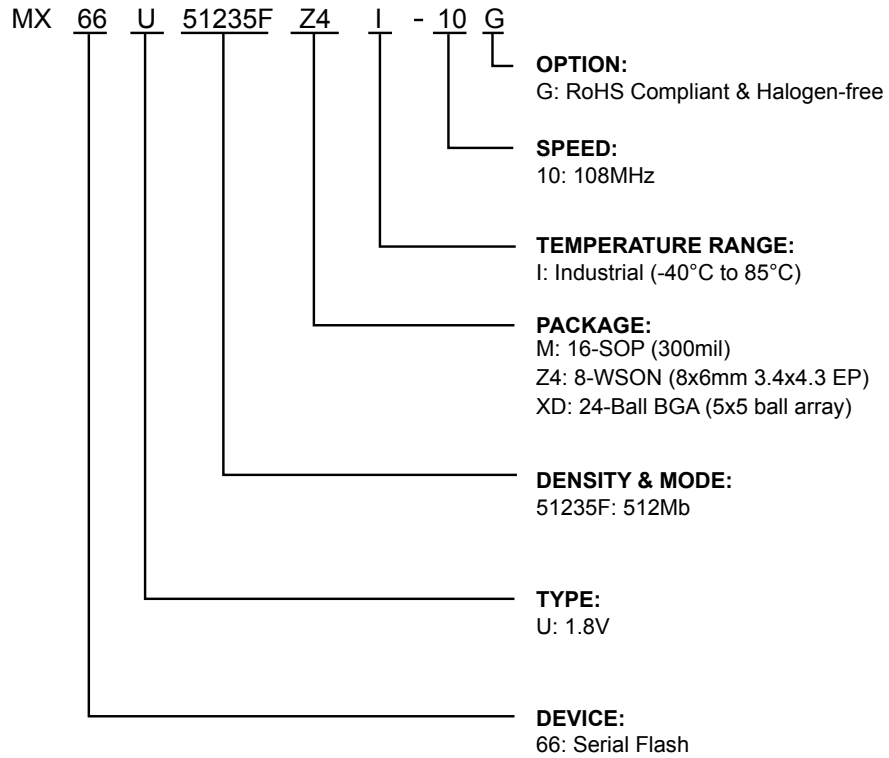 MX 66 U 51235F Z4 I - 10 G
OPTION:
G: RoHS Compliant & Halogen-free
SPEED:
10: 108MHz
TEMPERATURE RANGE:
I: Industrial (-40°C to 85°C)
PACKAGE:
M: 16-SOP (300mil)
Z4: 8-WSON (8x6mm 3.4x4.3 EP)
XD: 24-Ball BGA (5x5 ball array)
DENSITY & MODE:
51235F: 512Mb
TYPE:
U: 1.8V
DEVICE:
66: Serial Flash